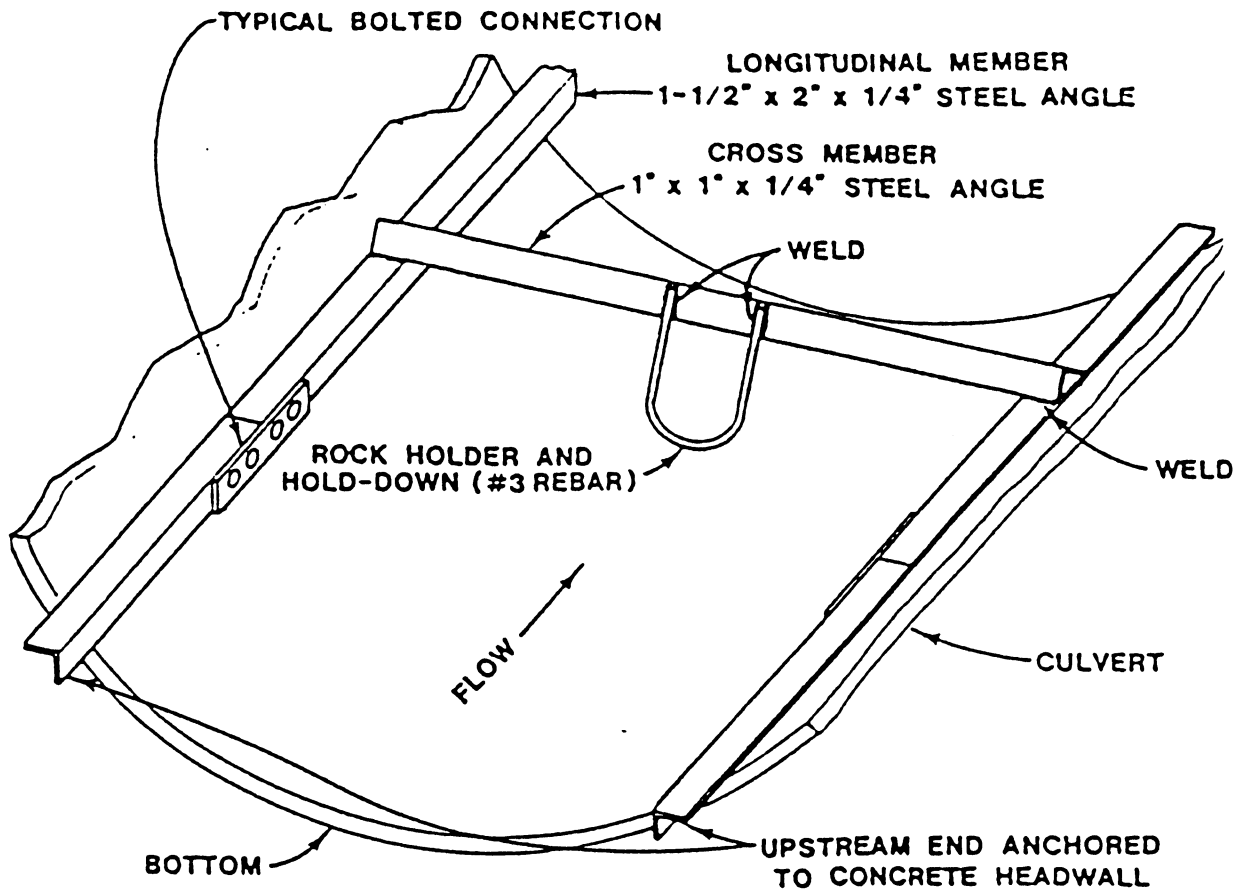 TYPICAL BOLTED CONNECTION
LONGITUDINAL MEMBER
1-1/2" x 2" x 1/4" STEEL ANGLE
CROSS MEMBER
1" x 1" x 1/4" STEEL ANGLE
WELD
ROCK HOLDER AND
HOLD-DOWN (#3 REBAR)
WELD
FLOW
CULVERT
BOTTOM
UPSTREAM END ANCHORED
TO CONCRETE HEADWALL